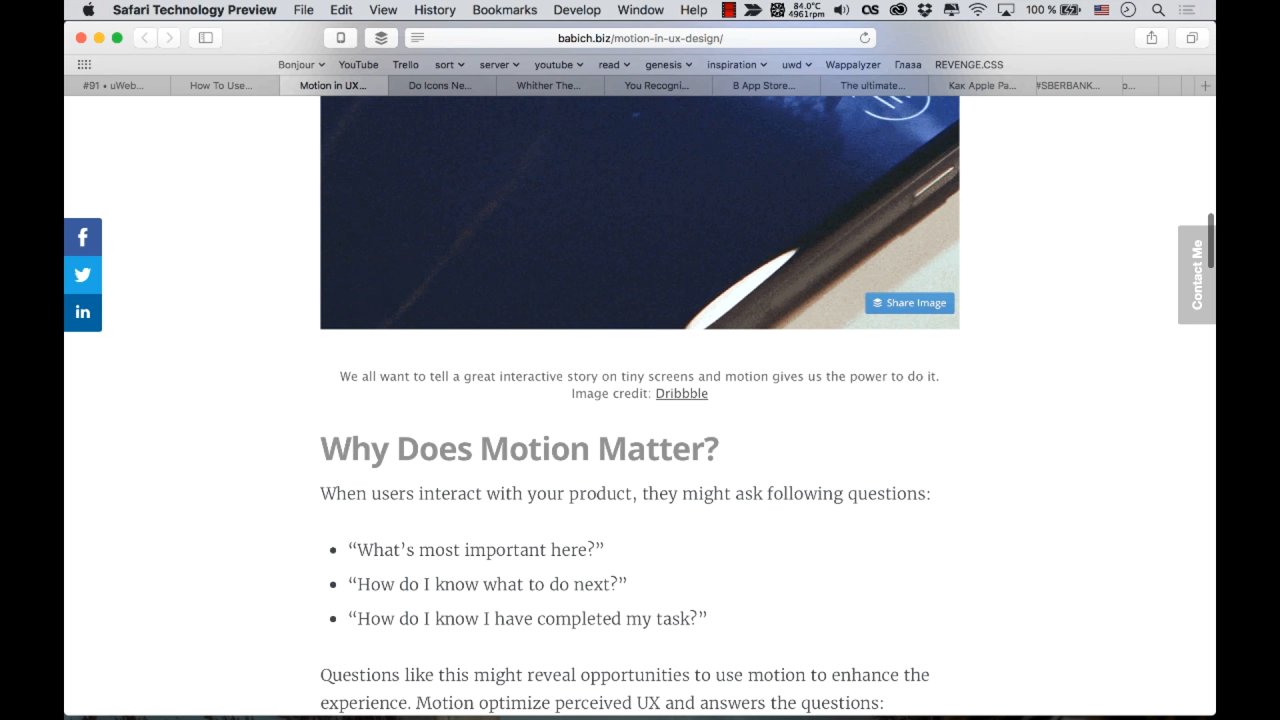 Safari Technology Preview File Edit View History Bookmarks Develop Window Help 84.0°C 4961rpm 100 %
babich.biz/motion-in-ux-design/
Bonjour YouTube Trello sort server youtube read genesis inspiration uwd Wappalyzer Глаза REVENGE.CSS
#91 • uWeb... How To Use... Motion in UX... Do Icons Ne... Whither The... You Recogni... В App Store... The ultimate... Как Apple Pa... #SBERBANK...
f
in
Contact Me
Share Image
We all want to tell a great interactive story on tiny screens and motion gives us the power to do it.
Image credit: Dribbble
Why Does Motion Matter?
When users interact with your product, they might ask following questions:
• “What’s most important here?”
• “How do I know what to do next?”
• “How do I know I have completed my task?”
Questions like this might reveal opportunities to use motion to enhance the
experience. Motion optimize perceived UX and answers the questions: